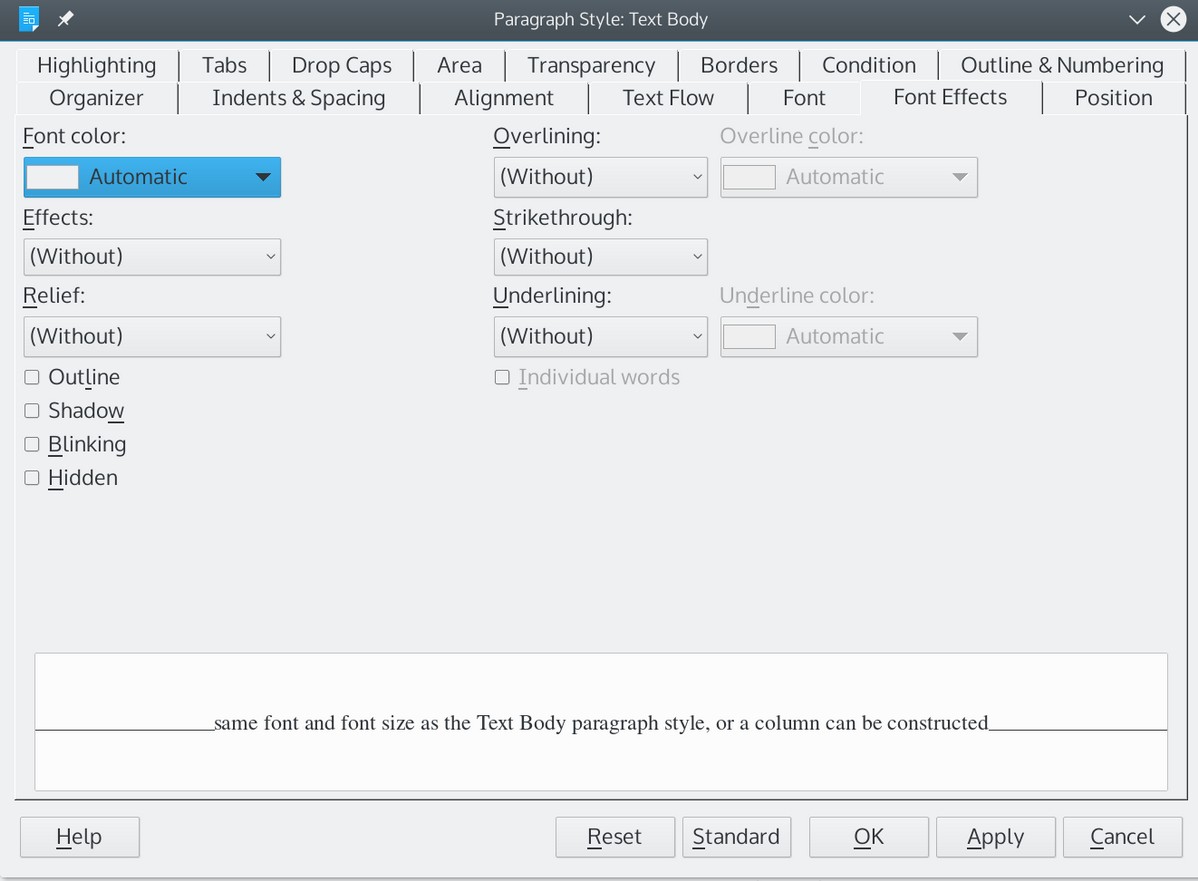 Paragraph Style: Text Body
Highlighting Tabs Drop Caps Area Transparency Borders Condition Outline & Numbering
Organizer Indents & Spacing Alignment Text Flow Font Font Effects Position
Font color: Overlining: Overline color:
Automatic (Without) Automatic
Effects: Strikethrough:
(Without) (Without)
Relief: Underlining: Underline color:
(Without) (Without) Automatic
Outline Individual words
Shadow
Blinking
Hidden
same font and font size as the Text Body paragraph style, or a column can be constructed
Help Reset Standard OK Apply Cancel